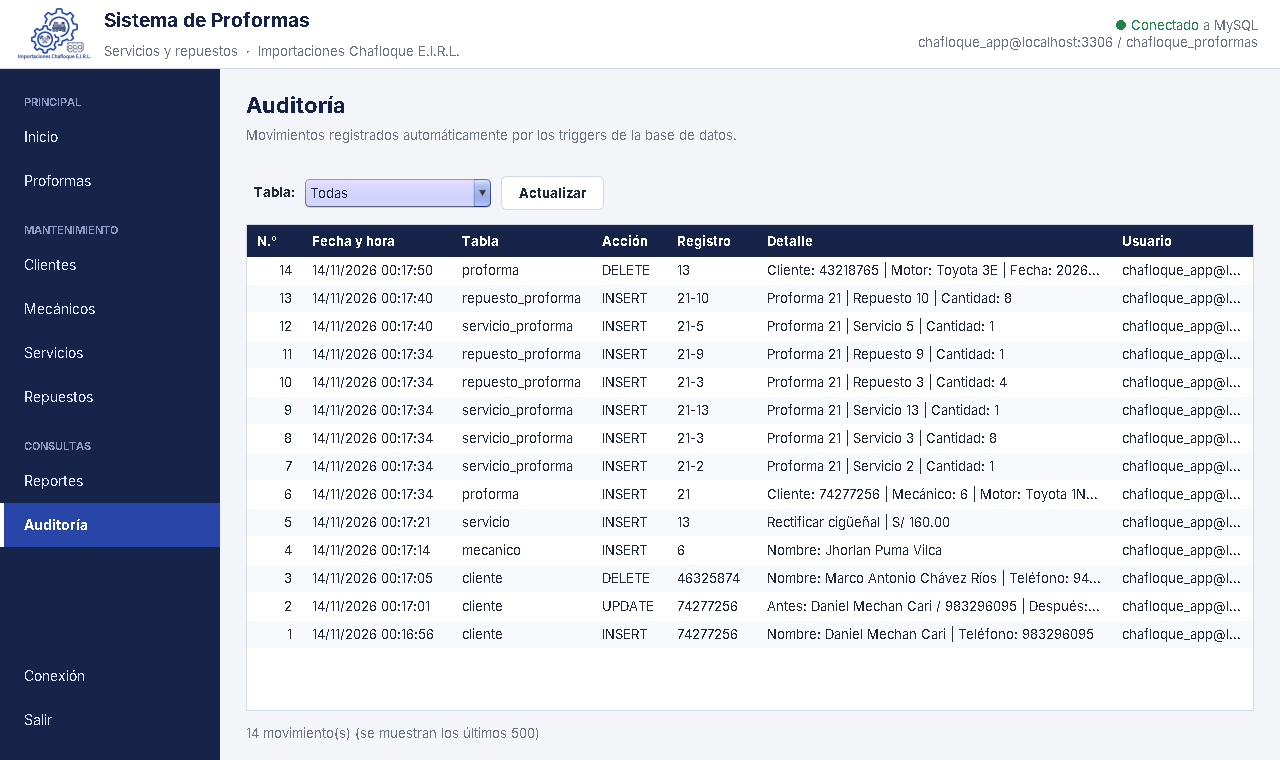 Importaciones Chafloque E.I.R.L.
Sistema de Proformas
Servicios y repuestos · Importaciones Chafloque E.I.R.L.
Conectado a MySQL
chafloque_app@localhost:3306 / chafloque_proformas
PRINCIPAL
Inicio
Proformas
MANTENIMIENTO
Clientes
Mecánicos
Servicios
Repuestos
CONSULTAS
Reportes
Auditoría
Conexión
Salir
Auditoría
Movimientos registrados automáticamente por los triggers de la base de datos.
Tabla: Todas Actualizar
N.º Fecha y hora Tabla Acción Registro Detalle Usuario
14 14/11/2026 00:17:50 proforma DELETE 13 Cliente: 43218765 | Motor: Toyota 3E | Fecha: 2026... chafloque_app@l...
13 14/11/2026 00:17:40 repuesto_proforma INSERT 21-10 Proforma 21 | Repuesto 10 | Cantidad: 8 chafloque_app@l...
12 14/11/2026 00:17:40 servicio_proforma INSERT 21-5 Proforma 21 | Servicio 5 | Cantidad: 1 chafloque_app@l...
11 14/11/2026 00:17:34 repuesto_proforma INSERT 21-9 Proforma 21 | Repuesto 9 | Cantidad: 1 chafloque_app@l...
10 14/11/2026 00:17:34 repuesto_proforma INSERT 21-3 Proforma 21 | Repuesto 3 | Cantidad: 4 chafloque_app@l...
9 14/11/2026 00:17:34 servicio_proforma INSERT 21-13 Proforma 21 | Servicio 13 | Cantidad: 1 chafloque_app@l...
8 14/11/2026 00:17:34 servicio_proforma INSERT 21-3 Proforma 21 | Servicio 3 | Cantidad: 8 chafloque_app@l...
7 14/11/2026 00:17:34 servicio_proforma INSERT 21-2 Proforma 21 | Servicio 2 | Cantidad: 1 chafloque_app@l...
6 14/11/2026 00:17:34 proforma INSERT 21 Cliente: 74277256 | Mecánico: 6 | Motor: Toyota 1N... chafloque_app@l...
5 14/11/2026 00:17:21 servicio INSERT 13 Rectificar cigüeñal | S/ 160.00 chafloque_app@l...
4 14/11/2026 00:17:14 mecanico INSERT 6 Nombre: Jhorlan Puma Vilca chafloque_app@l...
3 14/11/2026 00:17:05 cliente DELETE 46325874 Nombre: Marco Antonio Chávez Ríos | Teléfono: 94... chafloque_app@l...
2 14/11/2026 00:17:01 cliente UPDATE 74277256 Antes: Daniel Mechan Cari / 983296095 | Después:... chafloque_app@l...
1 14/11/2026 00:16:56 cliente INSERT 74277256 Nombre: Daniel Mechan Cari | Teléfono: 983296095 chafloque_app@l...
14 movimiento(s) (se muestran los últimos 500)